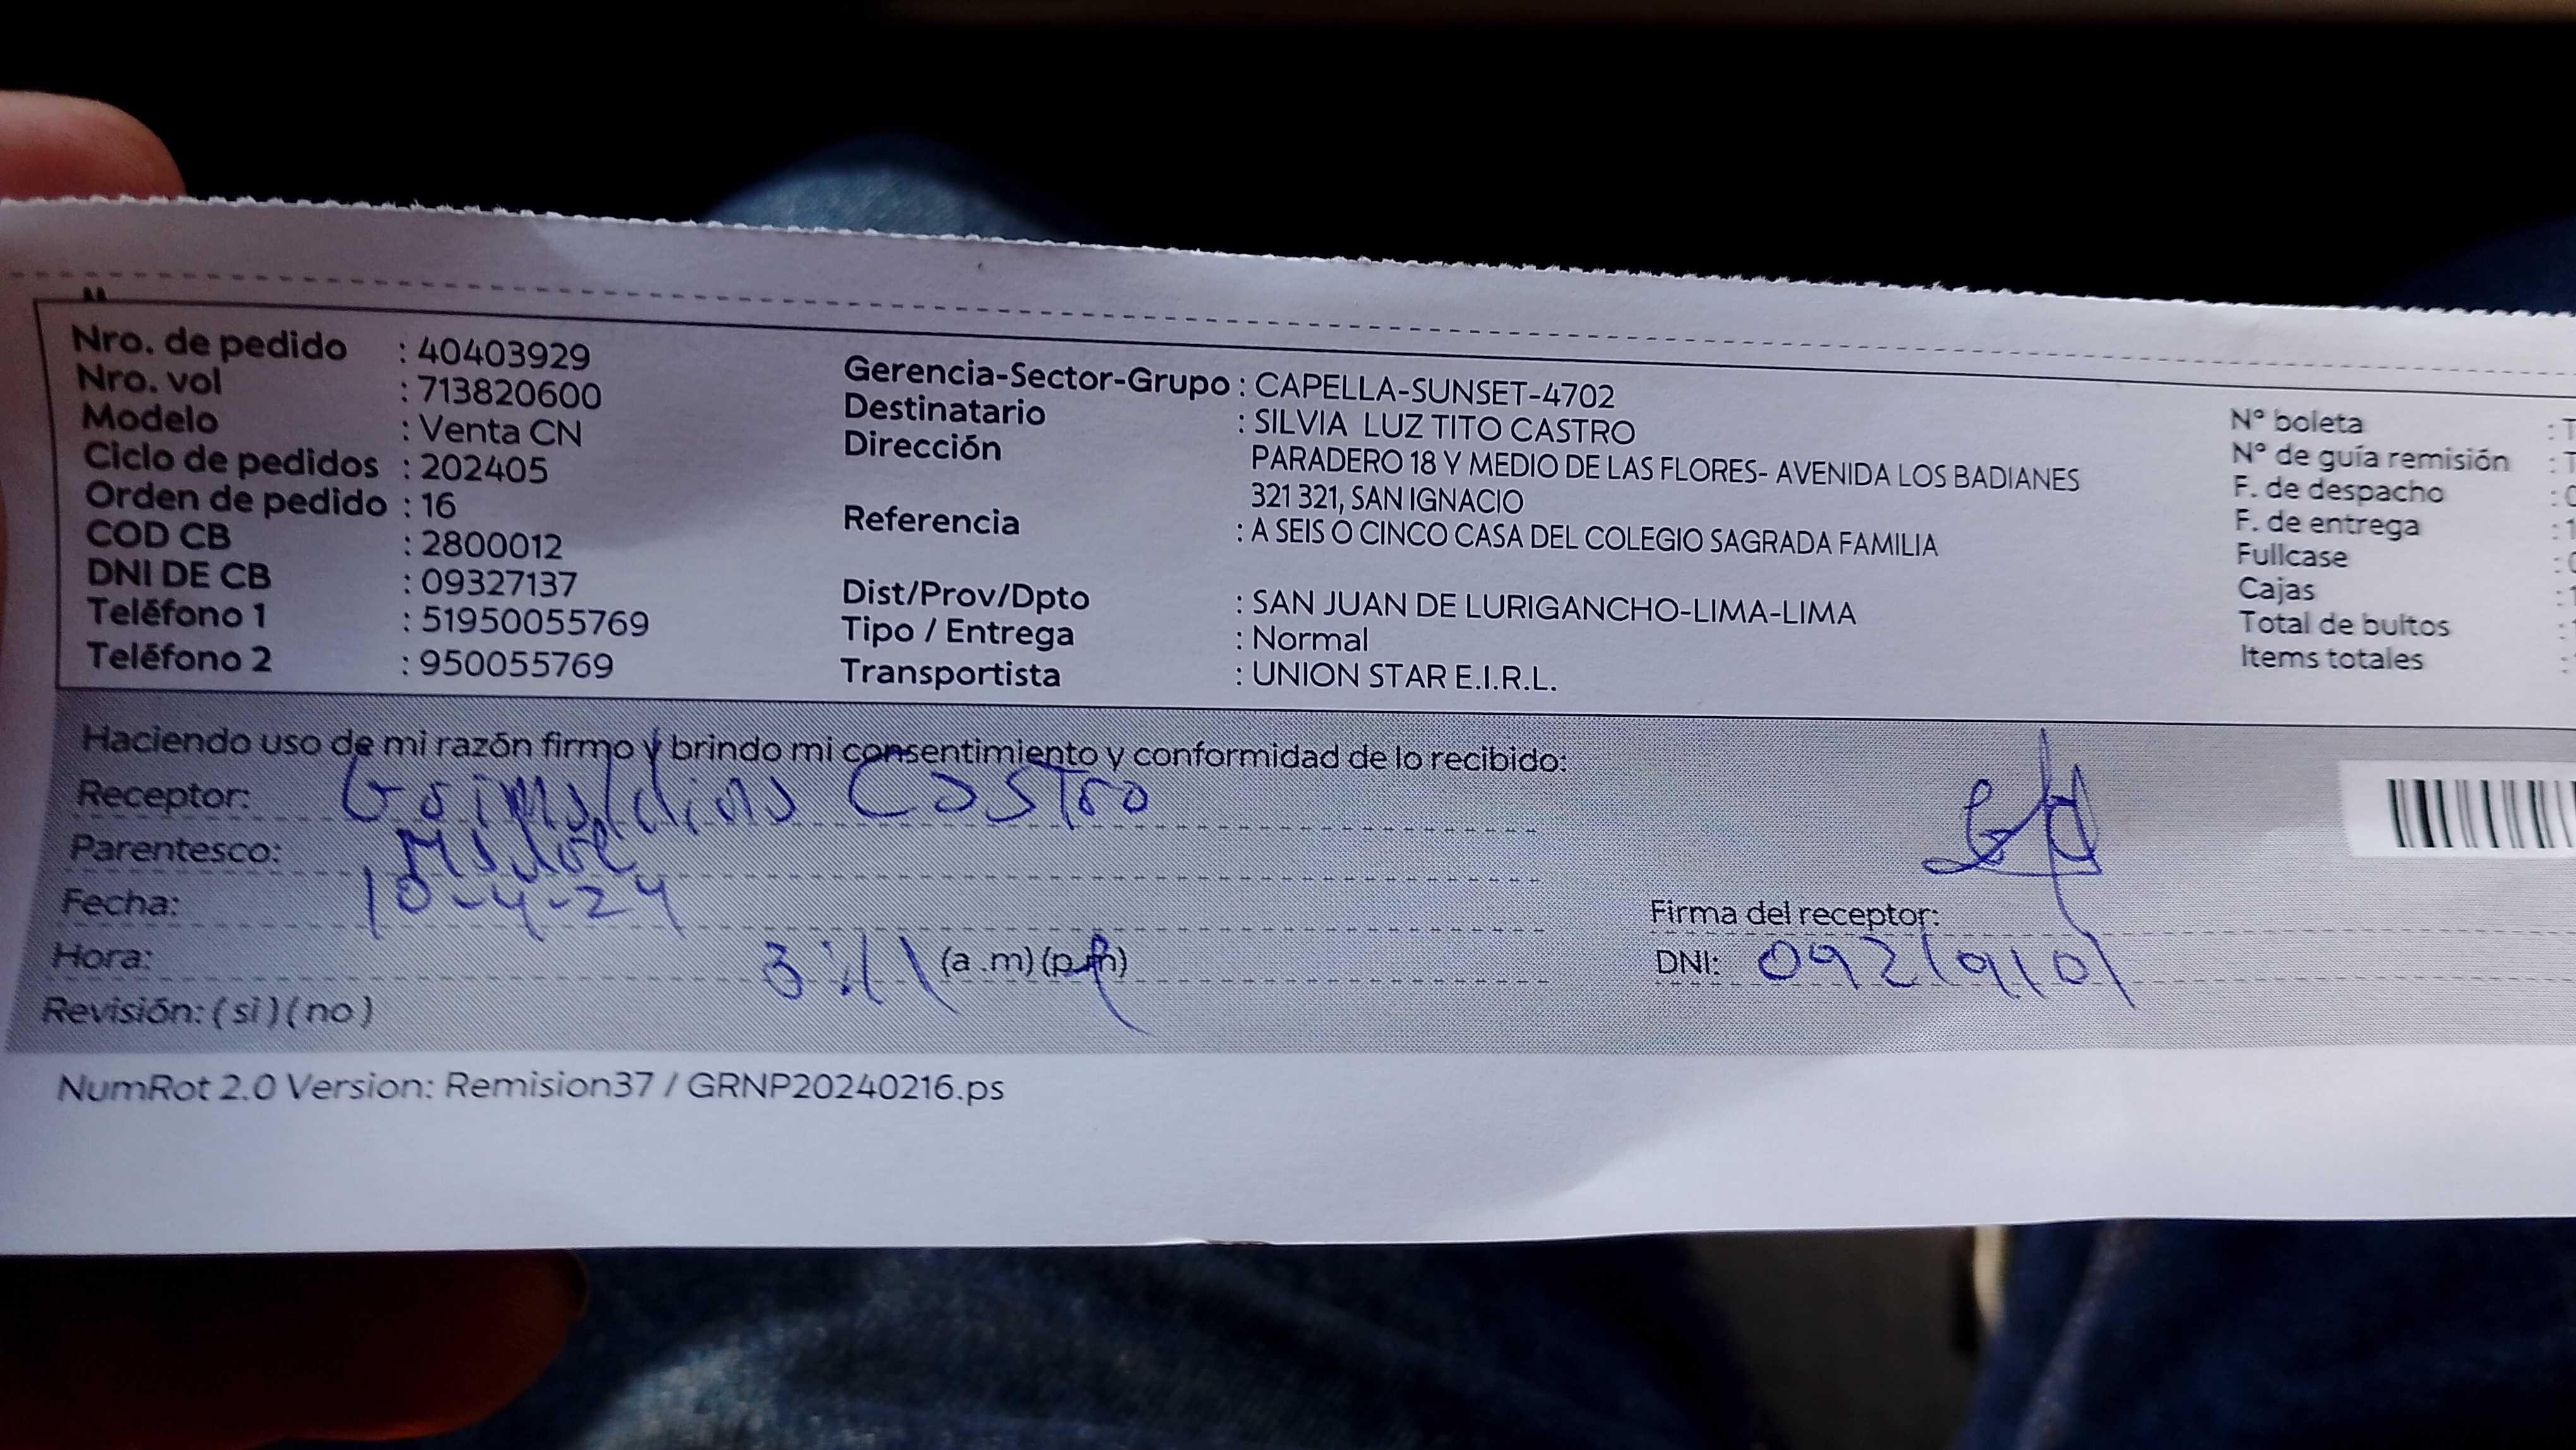 Nro. de pedido : 40403929
Nro. vol : 713820600
Modelo : Venta CN
Ciclo de pedidos : 202405
Orden de pedido : 16
COD CB : 2800012
DNI DE CB : 09327137
Teléfono 1 : 51950055769
Teléfono 2 : 950055769
Gerencia-Sector-Grupo : CAPELLA-SUNSET-4702
Destinatario : SILVIA LUZ TITO CASTRO
Dirección PARADERO 18 Y MEDIO DE LAS FLORES- AVENIDA LOS BADIANES
321 321, SAN IGNACIO
Referencia : A SEIS O CINCO CASA DEL COLEGIO SAGRADA FAMILIA
Dist/Prov/Dpto : SAN JUAN DE LURIGANCHO-LIMA-LIMA
Tipo / Entrega : Normal
Transportista : UNION STAR E.I.R.L.
N° boleta : T
N° de guía remisión : T
F. de despacho :
F. de entrega : 1
Fullcase :
Cajas :
Total de bultos :
Items totales :
Haciendo uso de mi razón firmo y brindo mi consentimiento y conformidad de lo recibido:
Receptor: Castro
Parentesco:
Fecha: 10-4-24
Hora: 3:11 (a .m) (p.m)
Revisión: ( si ) ( no )
Firma del receptor:
DNI: 09219101
NumRot 2.0 Version: Remision37 / GRNP20240216.ps